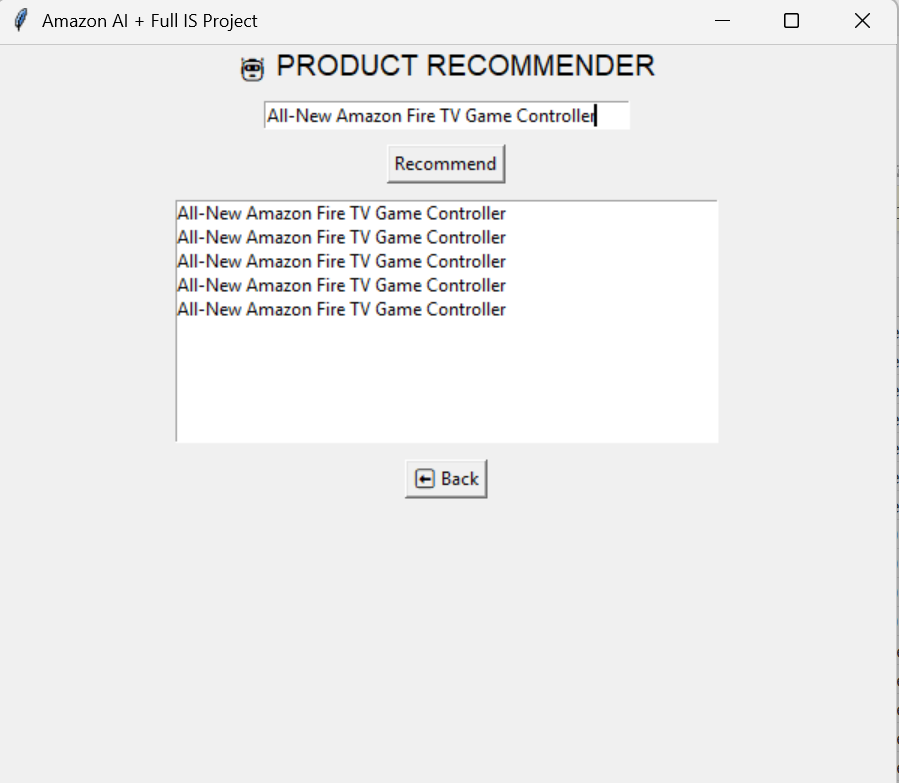 Amazon AI + Full IS Project
PRODUCT RECOMMENDER
All-New Amazon Fire TV Game Controller
Recommend
All-New Amazon Fire TV Game Controller
All-New Amazon Fire TV Game Controller
All-New Amazon Fire TV Game Controller
All-New Amazon Fire TV Game Controller
All-New Amazon Fire TV Game Controller
Back